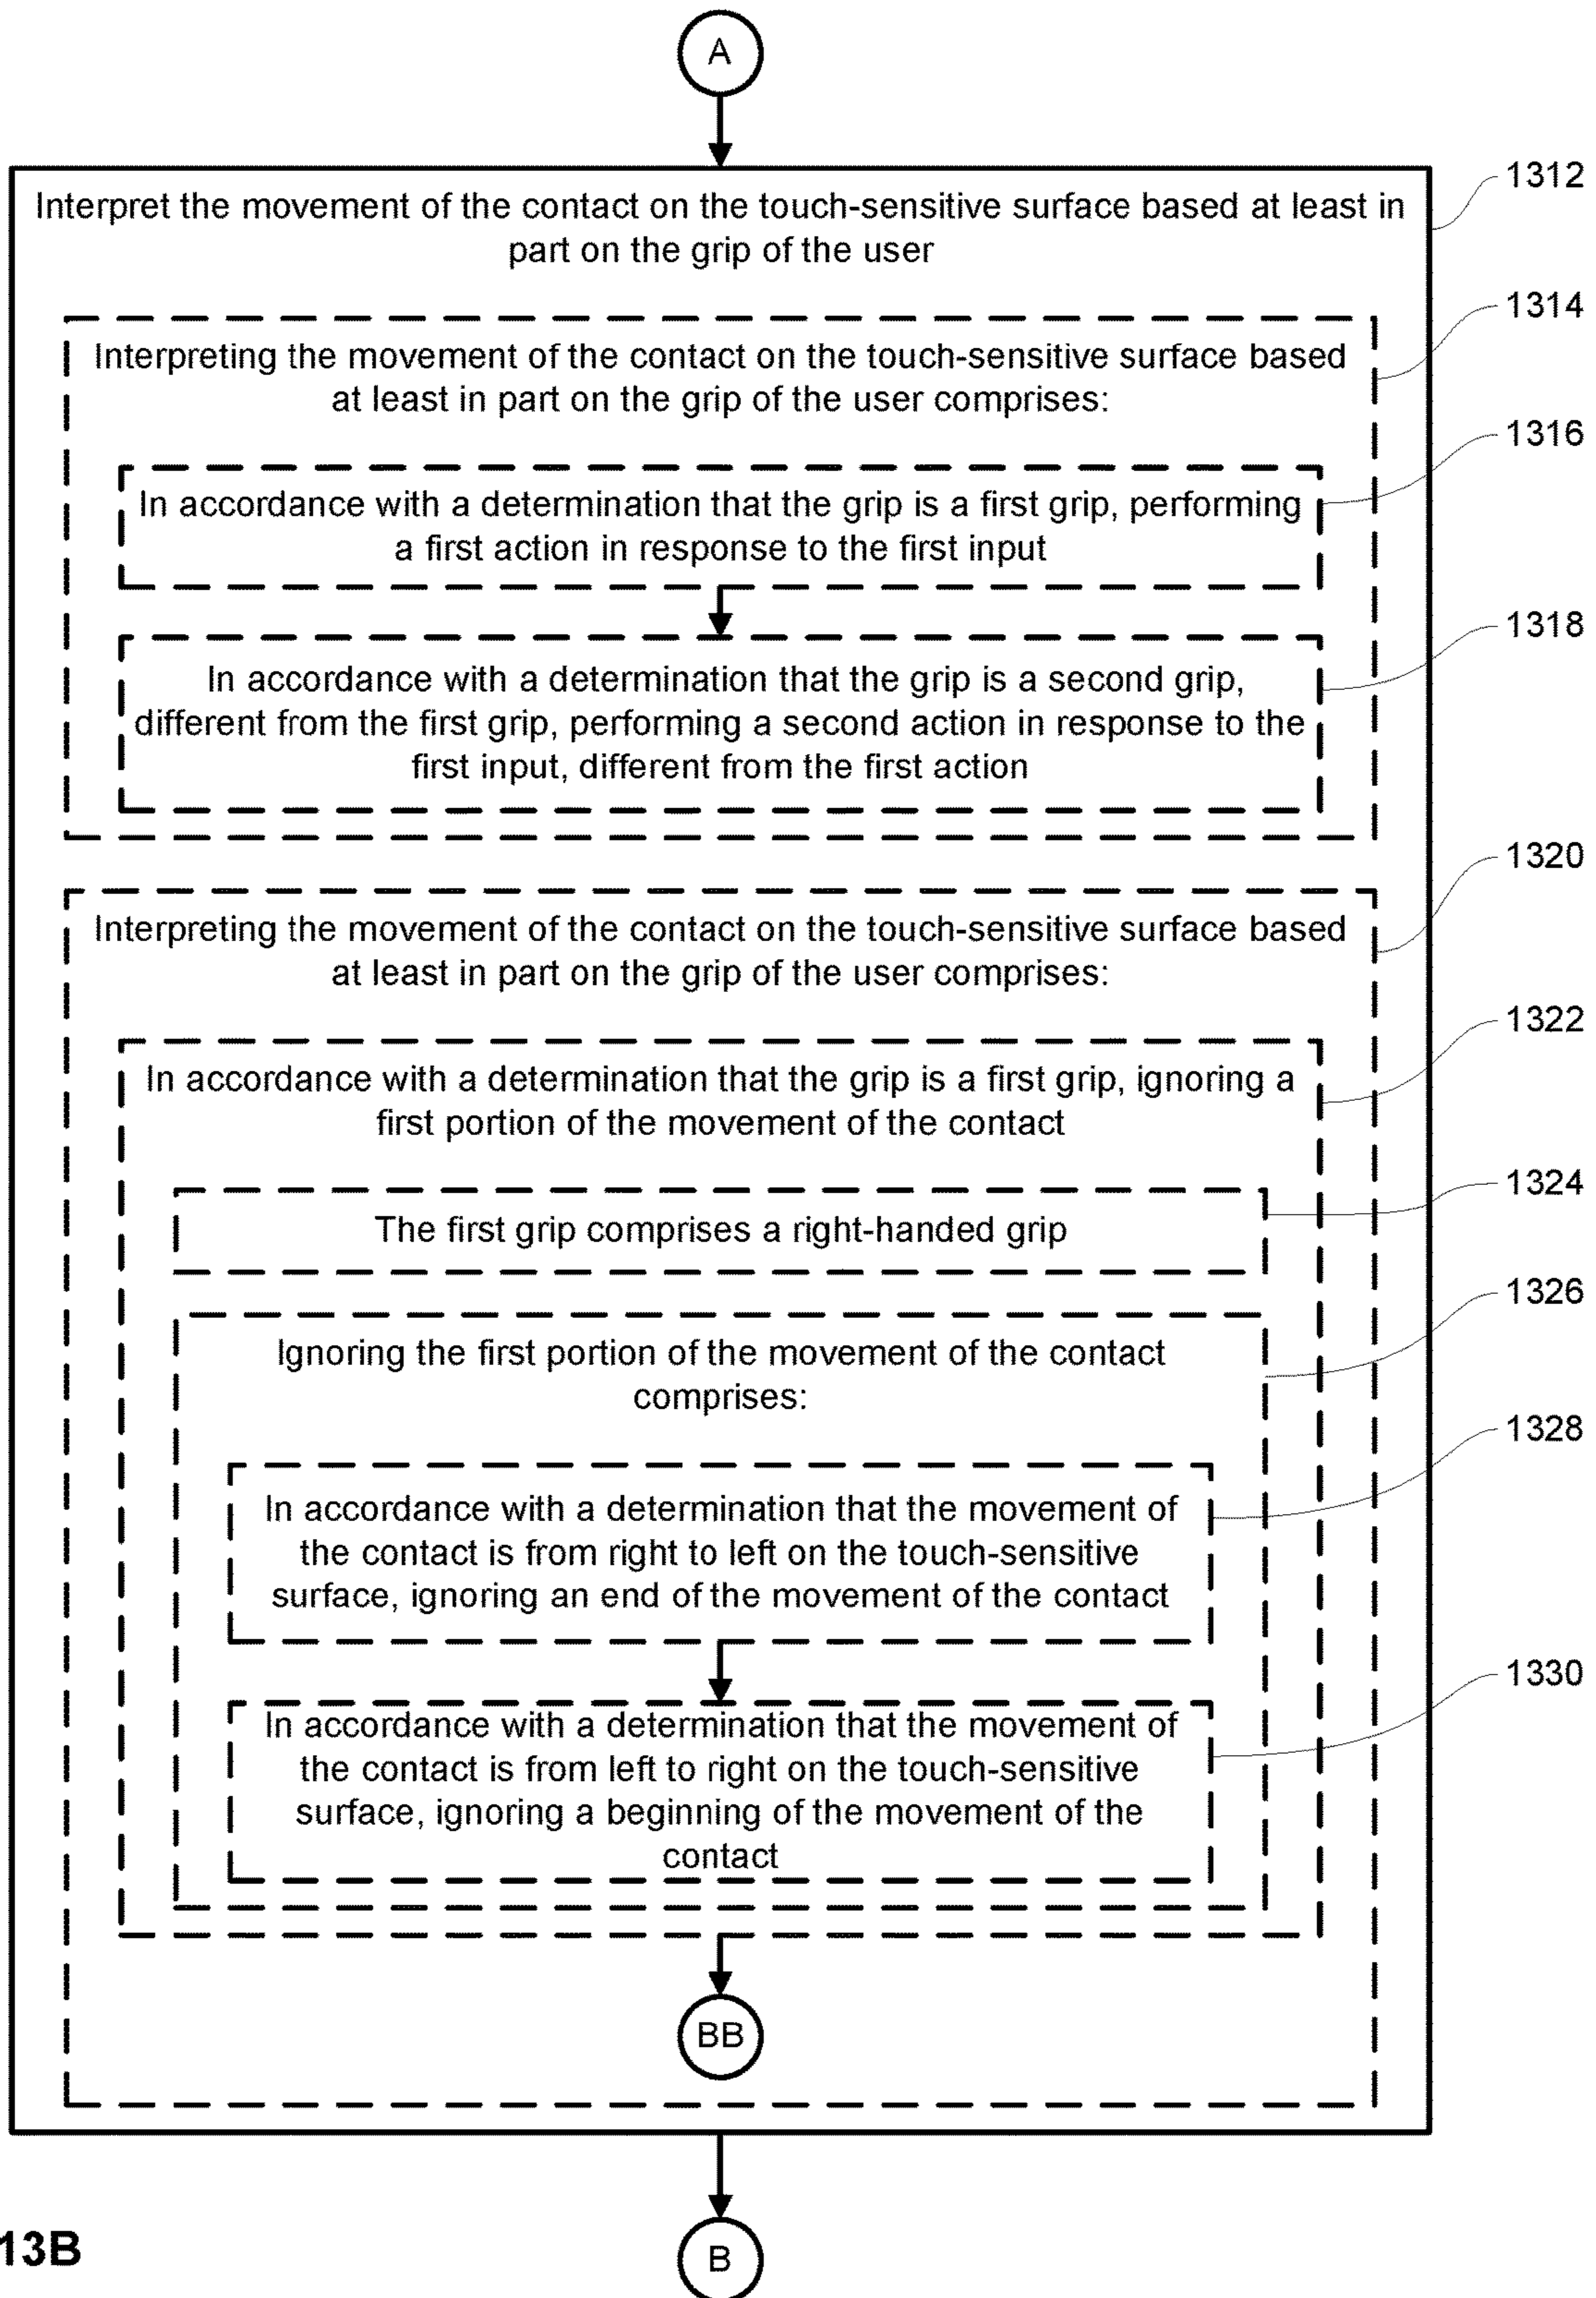 A
1312
Interpret the movement of the contact on the touch-sensitive surface based at least in
part on the grip of the user
1314
Interpreting the movement of the contact on the touch-sensitive surface based
at least in part on the grip of the user comprises:
1316
In accordance with a determination that the grip is a first grip, performing
a first action in response to the first input
1318
In accordance with a determination that the grip is a second grip,
different from the first grip, performing a second action in response to the
first input, different from the first action
1320
Interpreting the movement of the contact on the touch-sensitive surface based
at least in part on the grip of the user comprises:
1322
In accordance with a determination that the grip is a first grip, ignoring a
first portion of the movement of the contact
1324
The first grip comprises a right-handed grip
1326
Ignoring the first portion of the movement of the contact
comprises:
1328
In accordance with a determination that the movement of
the contact is from right to left on the touch-sensitive
surface, ignoring an end of the movement of the contact
1330
In accordance with a determination that the movement of
the contact is from left to right on the touch-sensitive
surface, ignoring a beginning of the movement of the
contact
BB
13B
B